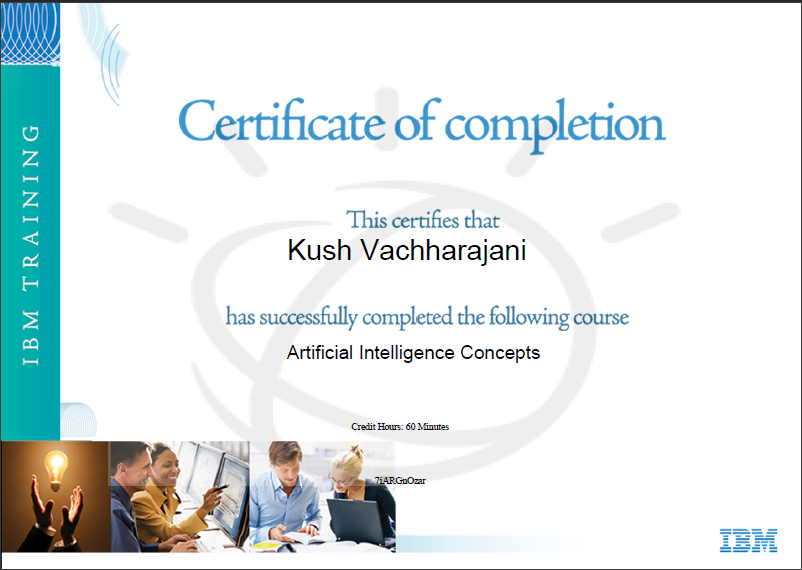 IBM TRAINING
Certificate of completion
This certifies that
Kush Vachharajani
has successfully completed the following course
Artificial Intelligence Concepts
Credit Hours: 60 Minutes
7iARGnOzar
IBM